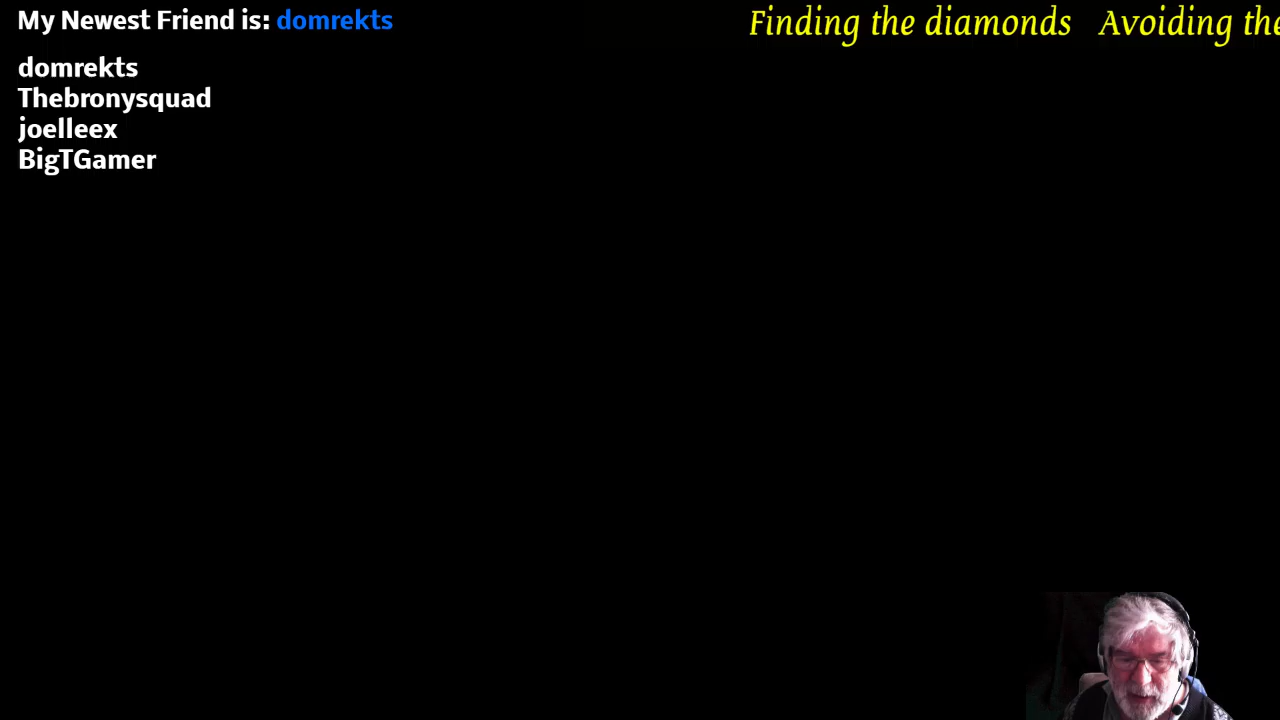 My Newest Friend is: domrekts
Finding the diamonds Avoiding the
domrekts
Thebronysquad
joelleex
BigTGamer